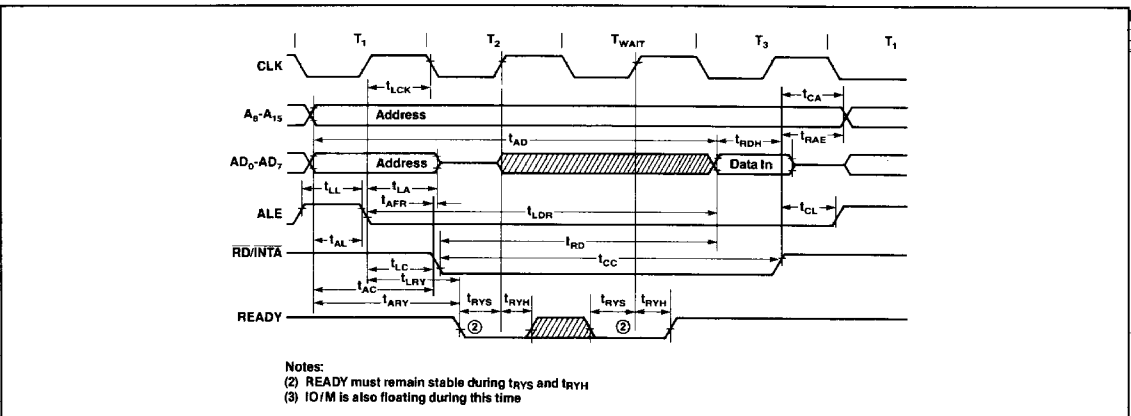 T1 T2 TWAIT T3 T1
CLK
tLCK tCA
A8-A15 Address
tAD tRDH tRAE
AD0-AD7 Address Data In
tLL tLA
tAFR tCL
ALE tLDR
tAL tRD
RD/INTA tCC
tLC
tLRY
tAC
tARY tRYS tRYH tRYS tRYH
READY ② ②
Notes:
(2) READY must remain stable during tRYS and tRYH
(3) IO/M is also floating during this time